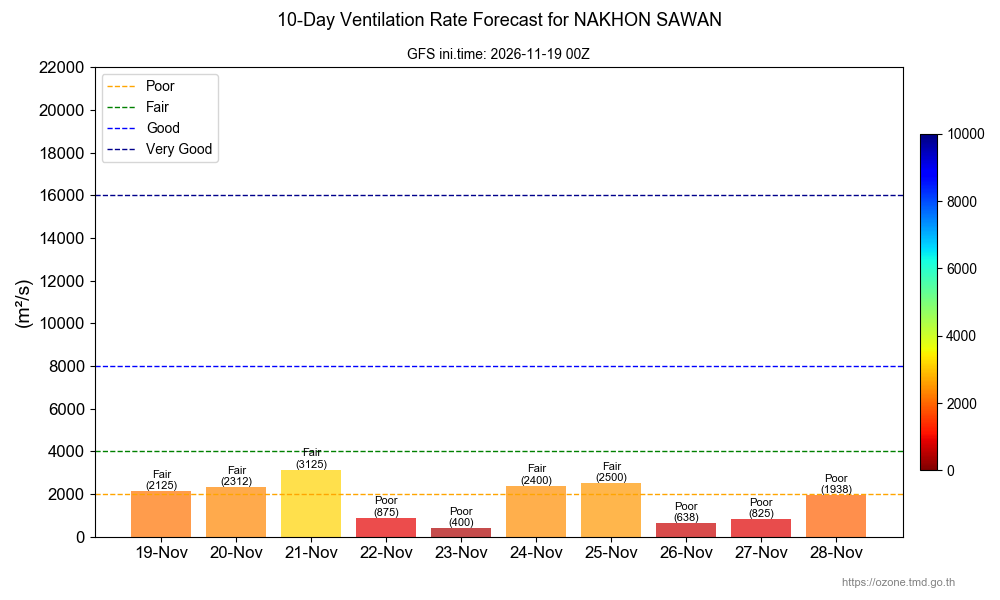 10-Day Ventilation Rate Forecast for NAKHON SAWAN
GFS ini.time: 2026-11-19 00Z
(m²/s)
22000
20000
18000
16000
14000
12000
10000
8000
6000
4000
2000
0
Poor
Fair
Good
Very Good
Fair
(2125)
Fair
(2312)
Fair
(3125)
Poor
(875)
Poor
(400)
Fair
(2400)
Fair
(2500)
Poor
(638)
Poor
(825)
Poor
(1938)
19-Nov
20-Nov
21-Nov
22-Nov
23-Nov
24-Nov
25-Nov
26-Nov
27-Nov
28-Nov
10000
8000
6000
4000
2000
0
https://ozone.tmd.go.th